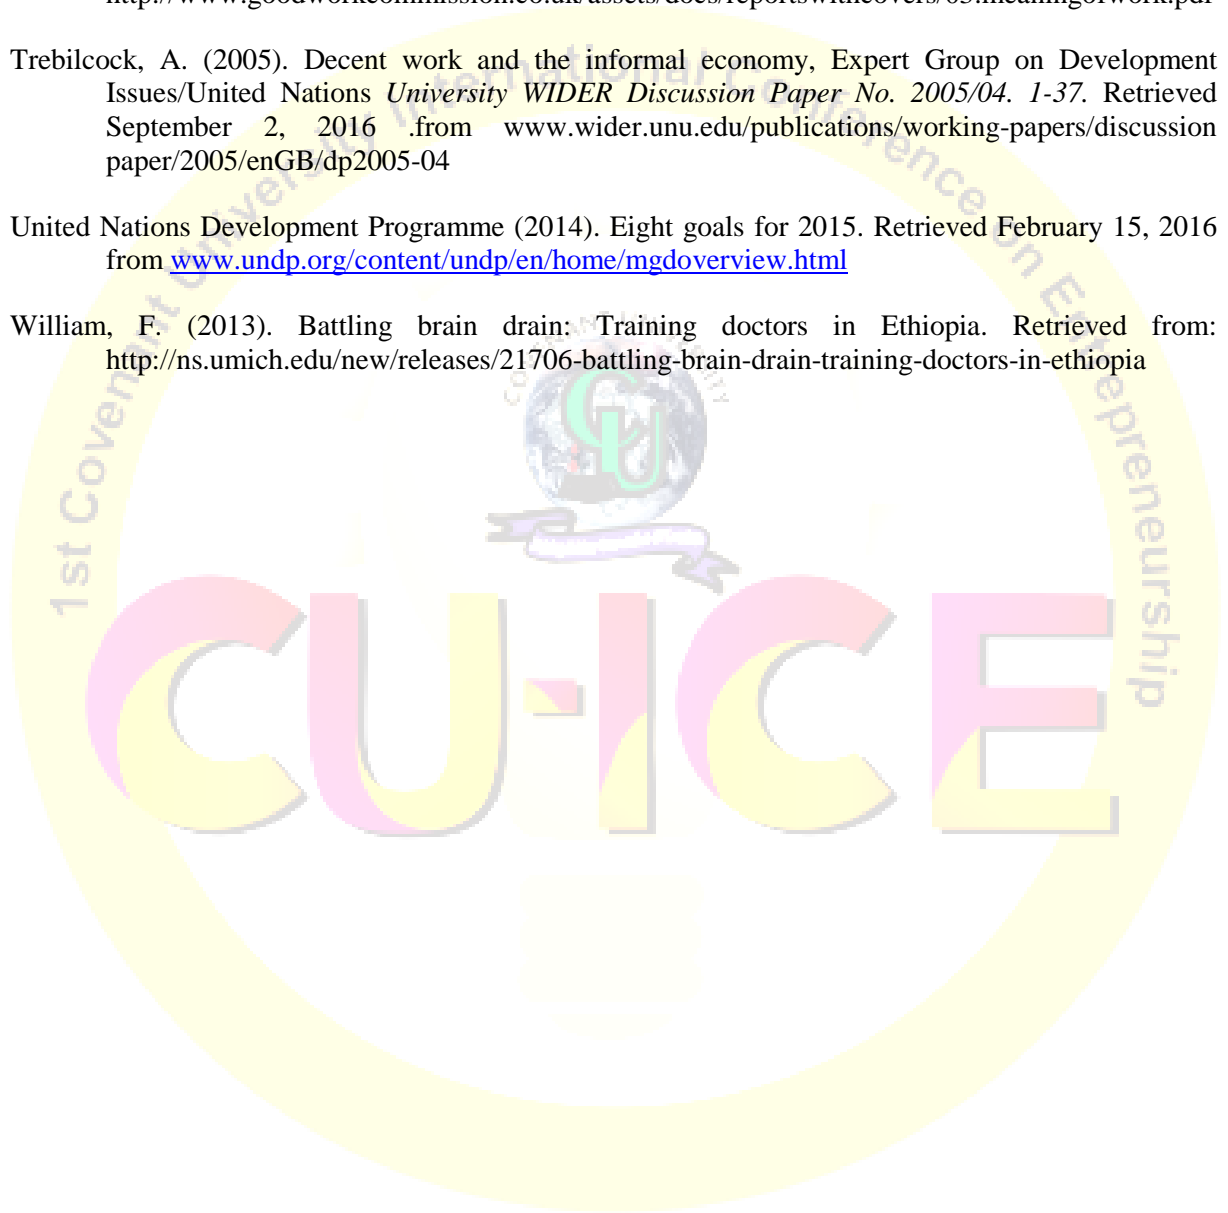 http://www.goodworkcommission.co.uk/assets/docs/reportswithcovers/05.meaningofwork.pdf
Trebilcock, A. (2005). Decent work and the informal economy, Expert Group on Development
Issues/United Nations University WIDER Discussion Paper No. 2005/04. 1-37. Retrieved
September 2, 2016 .from www.wider.unu.edu/publications/working-papers/discussion
paper/2005/enGB/dp2005-04
United Nations Development Programme (2014). Eight goals for 2015. Retrieved February 15, 2016
from www.undp.org/content/undp/en/home/mgdoverview.html
William, F. (2013). Battling brain drain: Training doctors in Ethiopia. Retrieved from:
http://ns.umich.edu/new/releases/21706-battling-brain-drain-training-doctors-in-ethiopia
1st Covenant University International Conference on Entrepreneurship
COVENANT UNIVERSITY
CU
CU-ICE